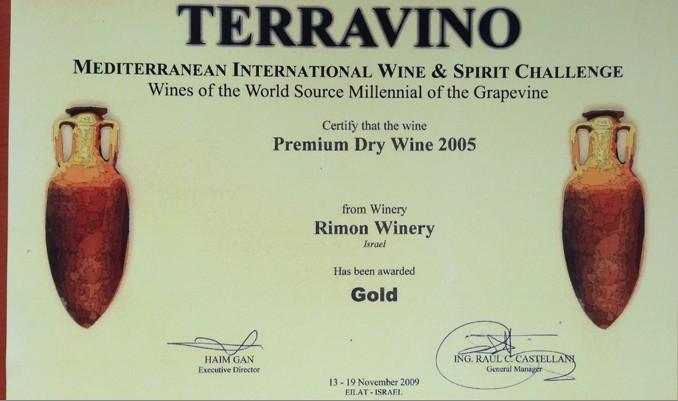 TERRAVINO
MEDITERRANEAN INTERNATIONAL WINE & SPIRIT CHALLENGE
Wines of the World Source Millennial of the Grapevine
Certify that the wine
Premium Dry Wine 2005
from Winery
Rimon Winery
Israel
Has been awarded
Gold
HAIM GAN
Executive Director
ING. RAUL C. CASTELLANI
General Manager
13 - 19 November 2009
EILAT - ISRAEL